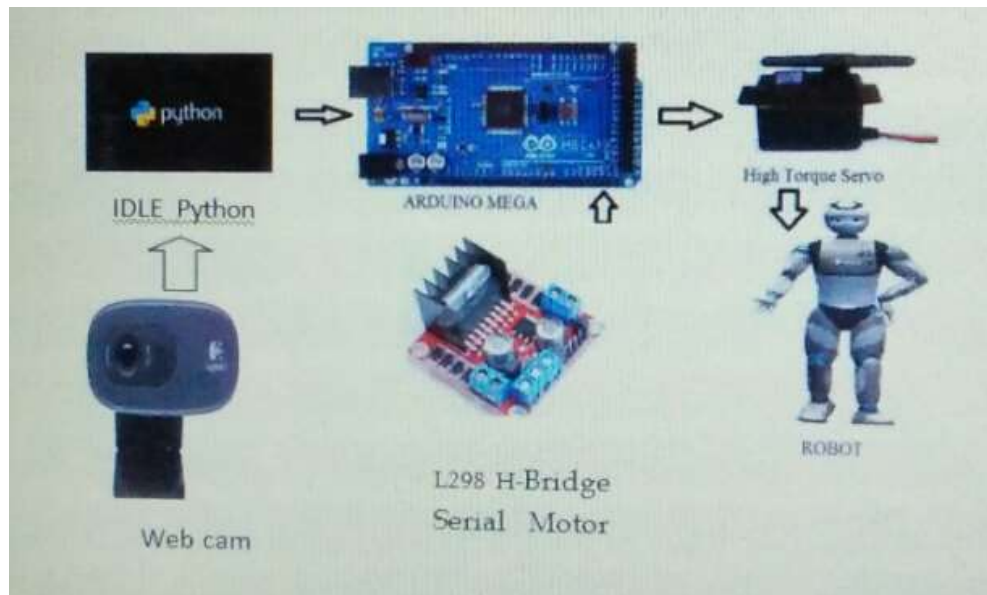 python
IDLE Python
ARDUINO MEGA
High Torque Servo
Web cam
L298 H-Bridge
Serial Motor
ROBOT